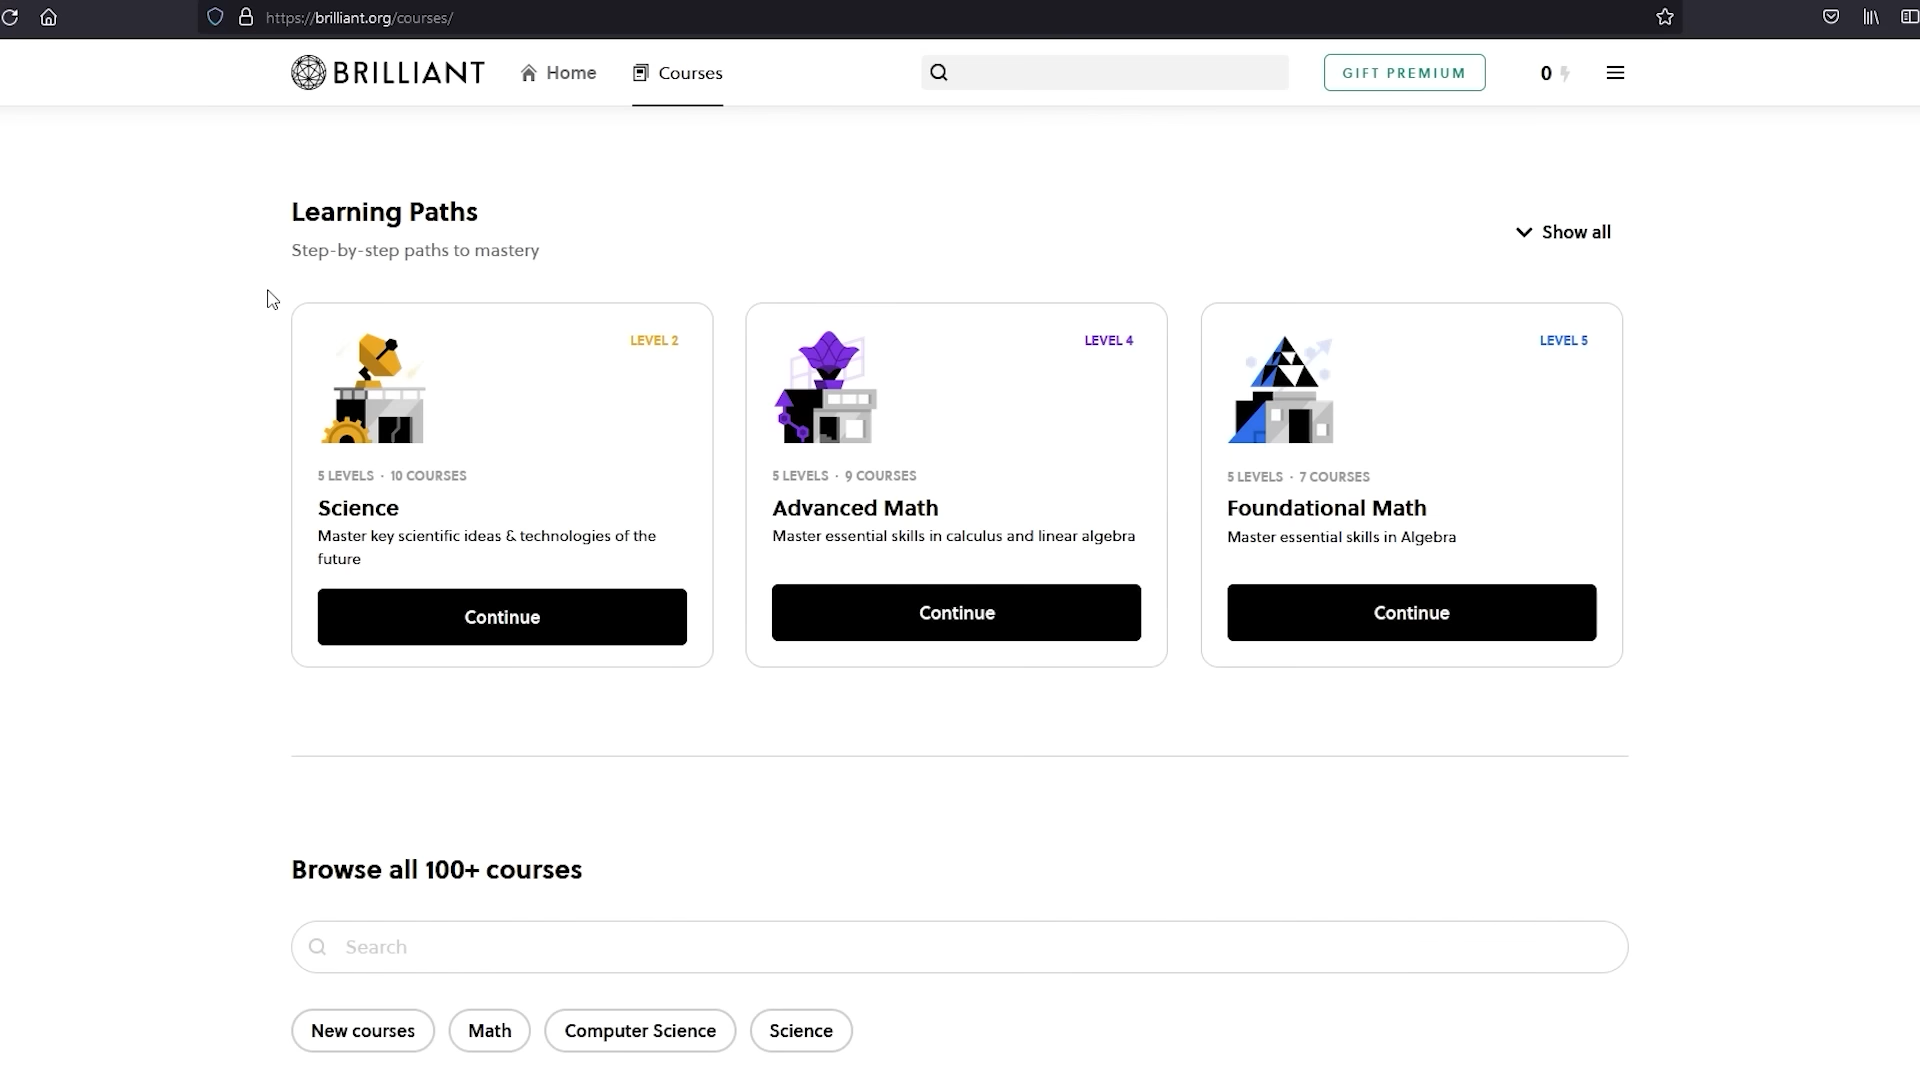 https://brilliant.org/courses/
BRILLIANT
Home
Courses
GIFT PREMIUM
0
Learning Paths
Step-by-step paths to mastery
Show all
LEVEL 2
5 LEVELS · 10 COURSES
Science
Master key scientific ideas & technologies of the
future
Continue
LEVEL 4
5 LEVELS · 9 COURSES
Advanced Math
Master essential skills in calculus and linear algebra
Continue
LEVEL 5
5 LEVELS · 7 COURSES
Foundational Math
Master essential skills in Algebra
Continue
Browse all 100+ courses
Search
New courses
Math
Computer Science
Science